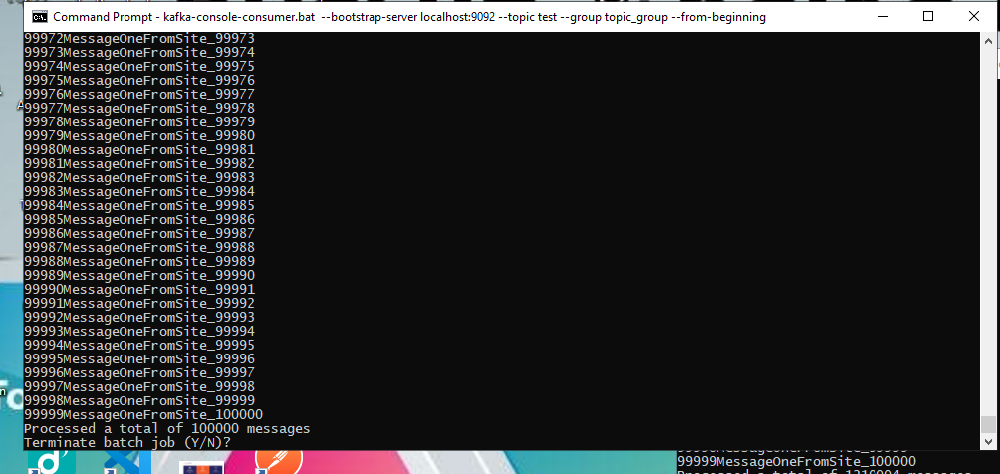 Command Prompt - kafka-console-consumer.bat --bootstrap-server localhost:9092 --topic test --group topic_group --from-beginning
99972MessageOneFromSite_99973
99973MessageOneFromSite_99974
99974MessageOneFromSite_99975
99975MessageOneFromSite_99976
99976MessageOneFromSite_99977
99977MessageOneFromSite_99978
99978MessageOneFromSite_99979
99979MessageOneFromSite_99980
99980MessageOneFromSite_99981
99981MessageOneFromSite_99982
99982MessageOneFromSite_99983
99983MessageOneFromSite_99984
99984MessageOneFromSite_99985
99985MessageOneFromSite_99986
99986MessageOneFromSite_99987
99987MessageOneFromSite_99988
99988MessageOneFromSite_99989
99989MessageOneFromSite_99990
99990MessageOneFromSite_99991
99991MessageOneFromSite_99992
99992MessageOneFromSite_99993
99993MessageOneFromSite_99994
99994MessageOneFromSite_99995
99995MessageOneFromSite_99996
99996MessageOneFromSite_99997
99997MessageOneFromSite_99998
99998MessageOneFromSite_99999
99999MessageOneFromSite_100000
Processed a total of 100000 messages
Terminate batch job (Y/N)?
99999MessageOneFromSite_100000